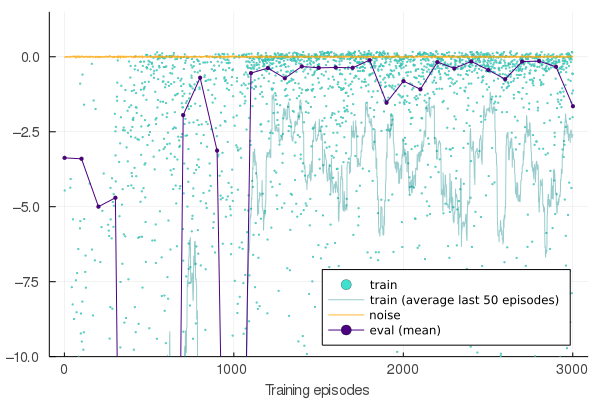 0.0
−2.5
−5.0
−7.5
−10.0
0
1000
2000
3000
Training episodes
train
train (average last 50 episodes)
noise
eval (mean)